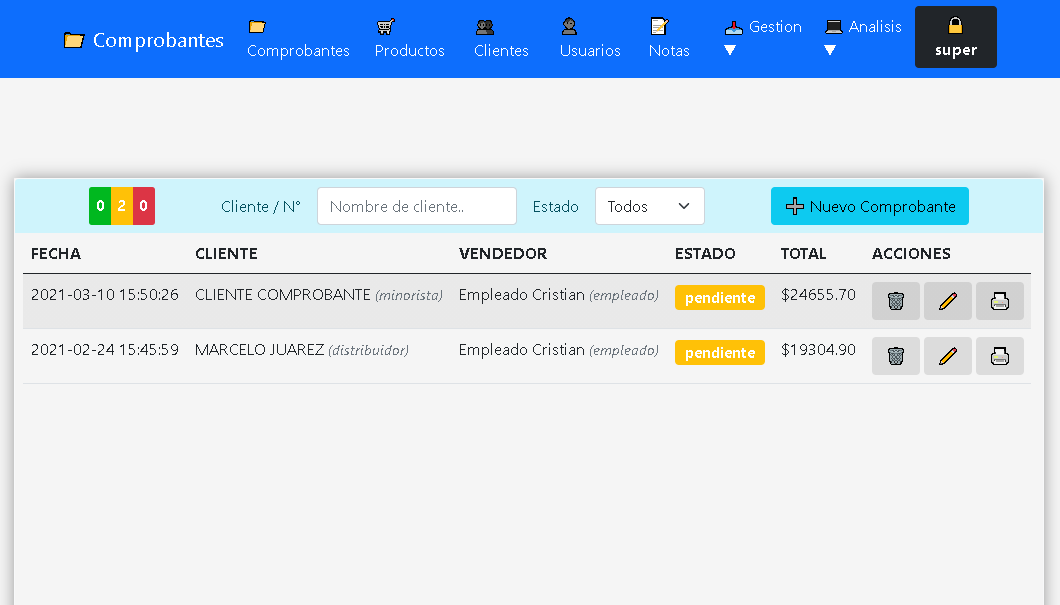 Comprobantes
Comprobantes
Productos
Clientes
Usuarios
Notas
Gestion ▼
Analisis ▼
super
0 2 0
Cliente / N°
Nombre de cliente..
Estado
Todos
Nuevo Comprobante
FECHA CLIENTE VENDEDOR ESTADO TOTAL ACCIONES
2021-03-10 15:50:26 CLIENTE COMPROBANTE (minorista) Empleado Cristian (empleado) pendiente $24655.70
2021-02-24 15:45:59 MARCELO JUAREZ (distribuidor) Empleado Cristian (empleado) pendiente $19304.90